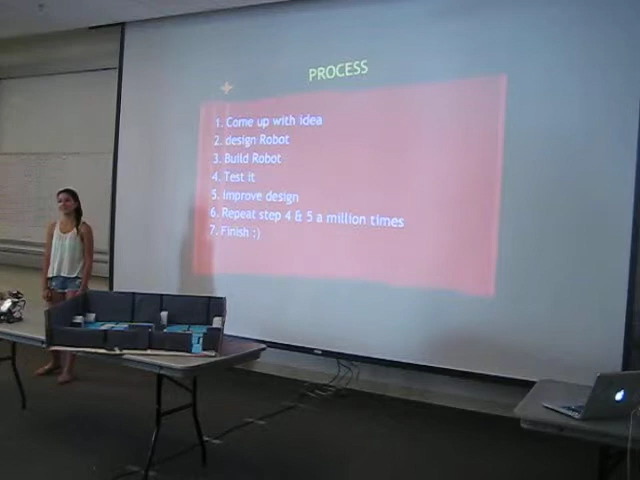 PROCESS
1. Come up with idea
2. design Robot
3. Build Robot
4. Test it
5. Improve design
6. Repeat step 4 & 5 a million times
7. Finish :)